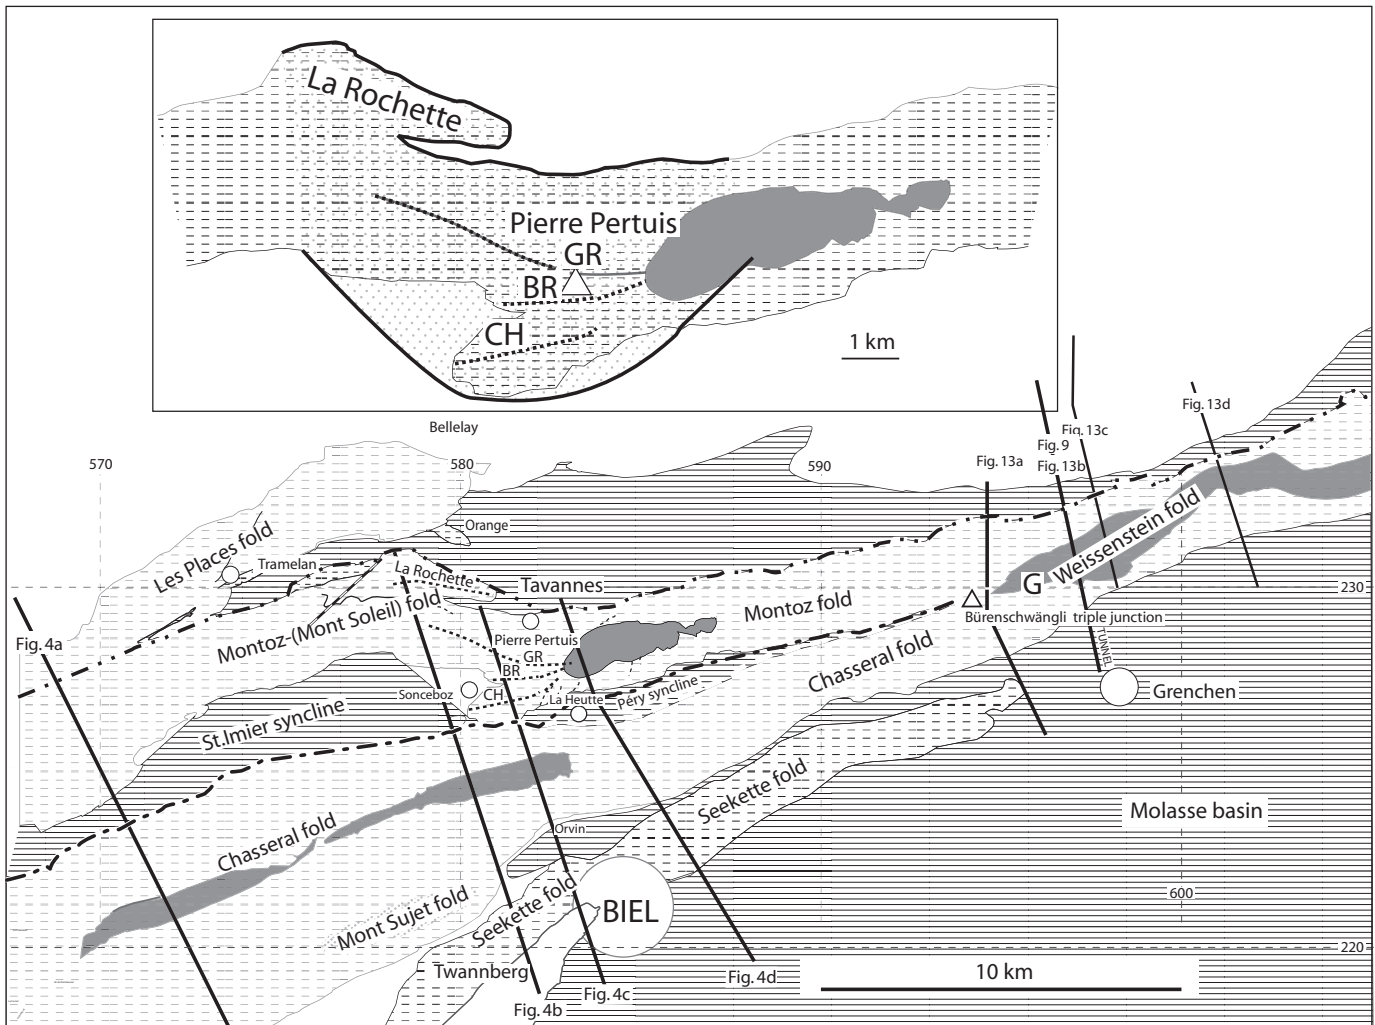 La Rochette
Pierre Pertuis
GR
BR
CH
1 km
Bellelay
570
580
590
Fig. 13a
Fig. 9
Fig. 13b
Fig. 13c
Fig. 13d
Orange
Les Places fold
Tramelan
La Rochette
Tavannes
Montoz-(Mont Soleil) fold
Montoz fold
G
Weissenstein fold
230
Bürenschwängli triple junction
Fig. 4a
Pierre Pertuis
GR
BR
CH
Sonceboz
La Heutte
Péry syncline
Chasseral fold
TUNNEL
Grenchen
St.Imier syncline
Seekette fold
Molasse basin
Chasseral fold
Orvin
Mont Sujet fold
Seekette fold
BIEL
600
220
Twannberg
Fig. 4d
10 km
Fig. 4c
Fig. 4b